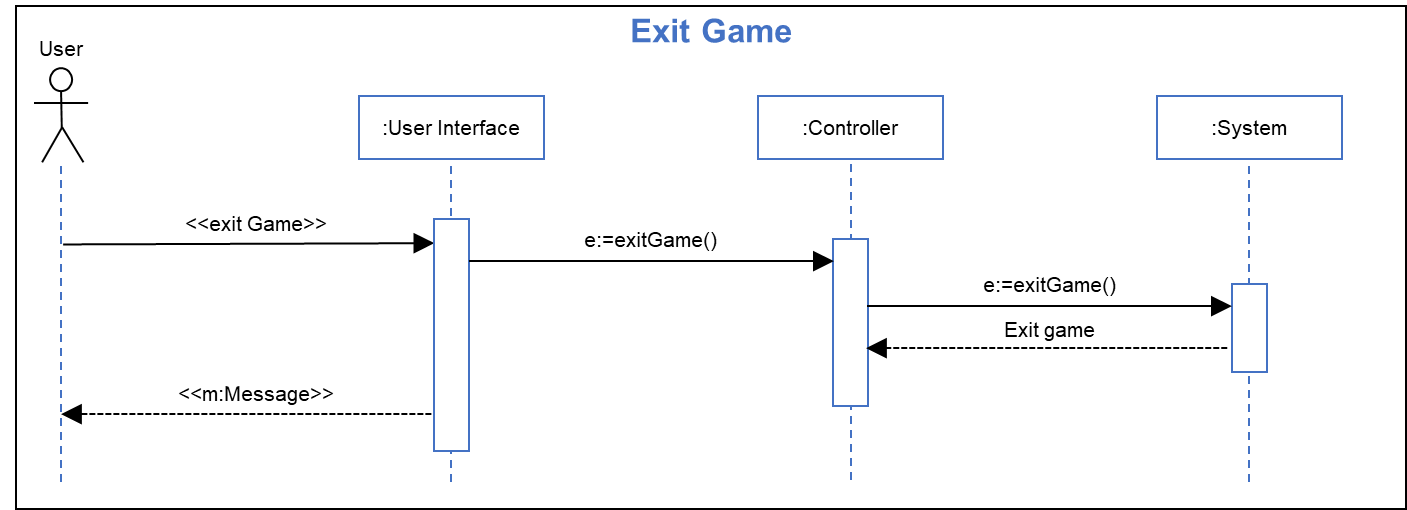 Exit Game
User
:User Interface
:Controller
:System
<<exit Game>>
e:=exitGame()
e:=exitGame()
Exit game
<<m:Message>>